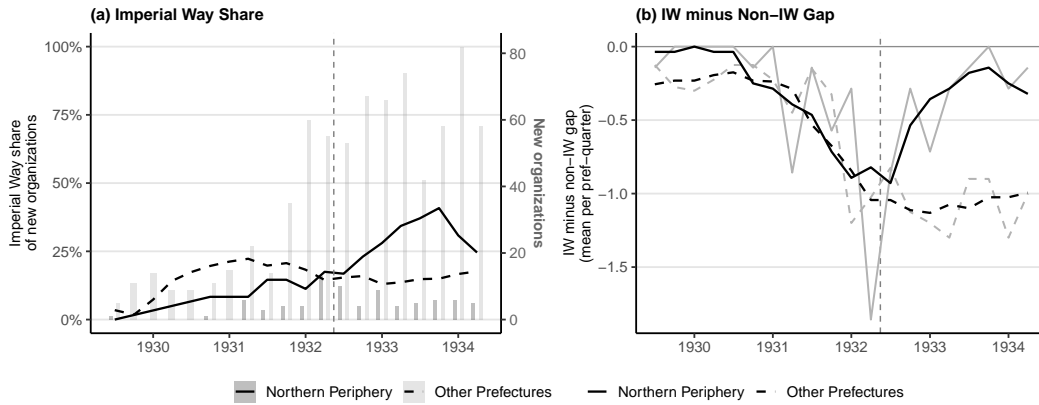 (a) Imperial Way Share
100%
75%
50%
25%
0%
Imperial Way share
of new organizations
80
60
40
20
0
New organizations
1930
1931
1932
1933
1934
(b) IW minus Non−IW Gap
0.0
−0.5
−1.0
−1.5
IW minus non−IW gap
(mean per pref−quarter)
1930
1931
1932
1933
1934
Northern Periphery
Other Prefectures
Northern Periphery
Other Prefectures